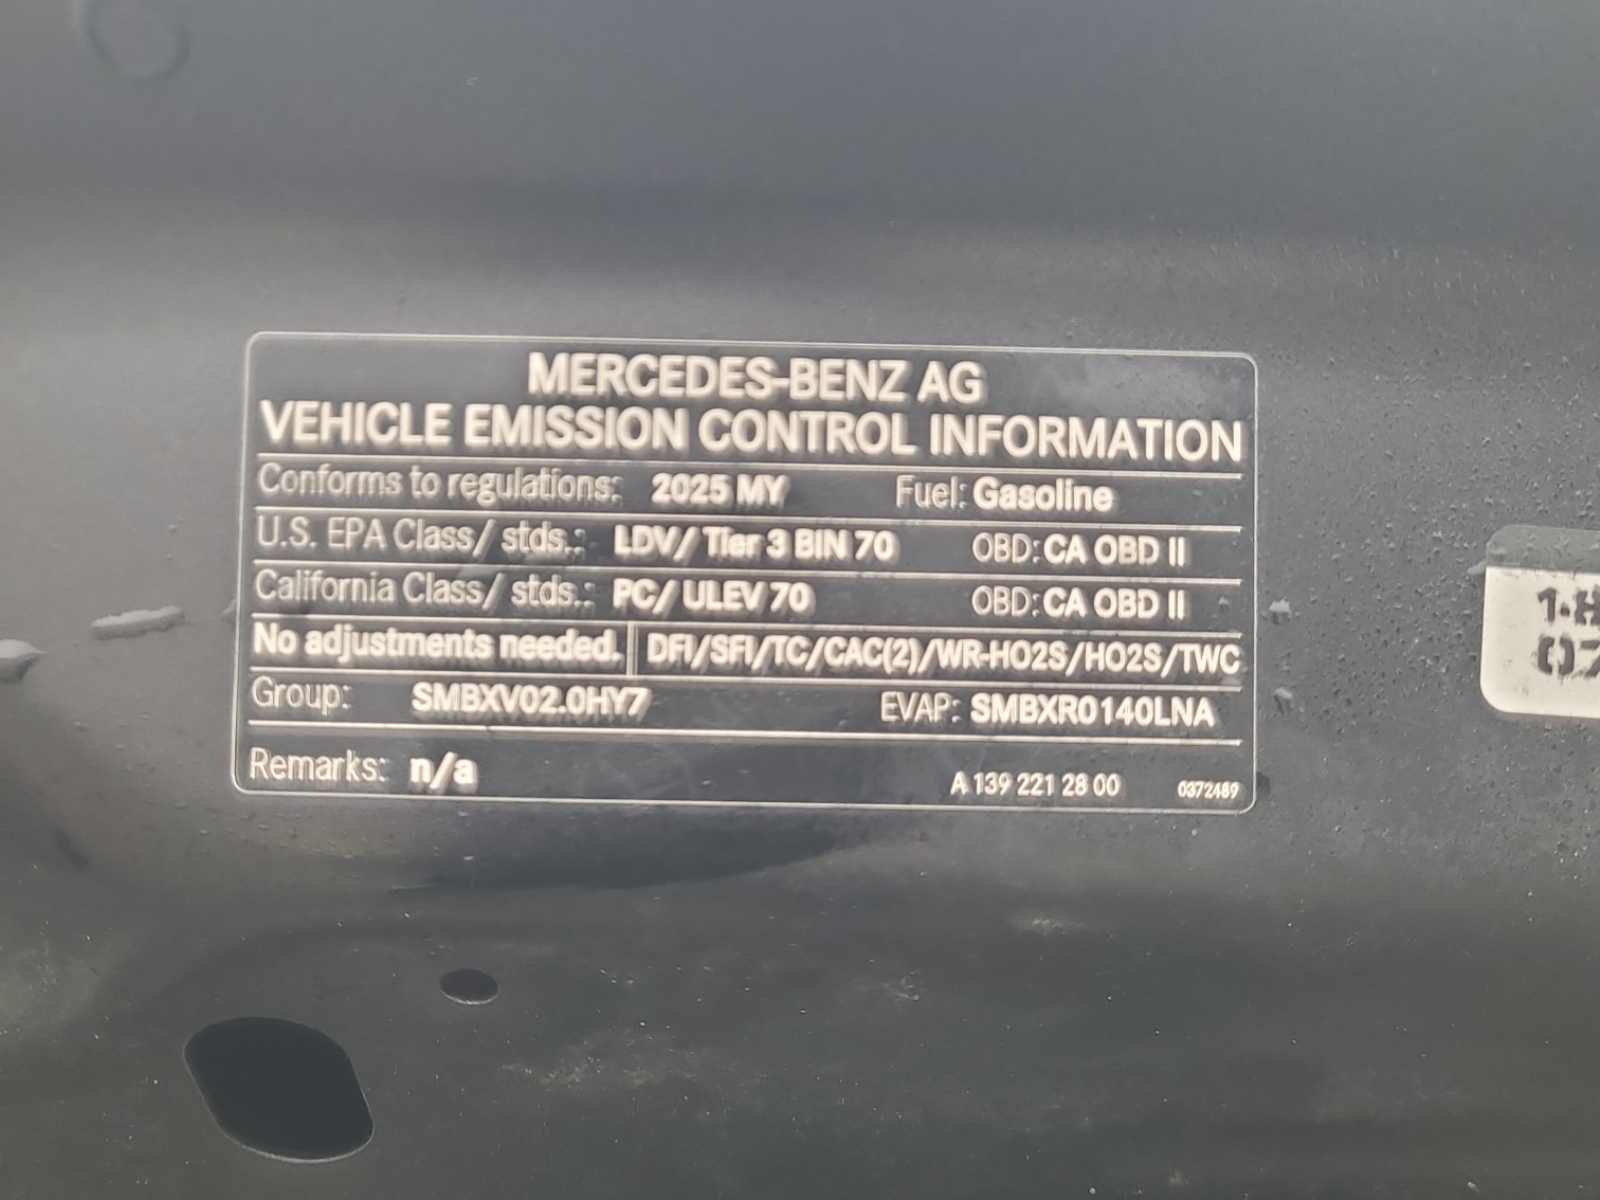 MERCEDES-BENZ AG
VEHICLE EMISSION CONTROL INFORMATION
Conforms to regulations: 2025 MY Fuel: Gasoline
U.S. EPA Class/ stds.: LDV/ Tier 3 BIN 70 OBD: CA OBD II
California Class/ stds.: PC/ ULEV 70 OBD: CA OBD II
No adjustments needed. DFI/SFI/TC/CAC(2)/WR-HO2S/HO2S/TWC
Group: SMBXV02.0HY7 EVAP: SMBXR0140LNA
Remarks: n/a A 139 221 28 00 0372489